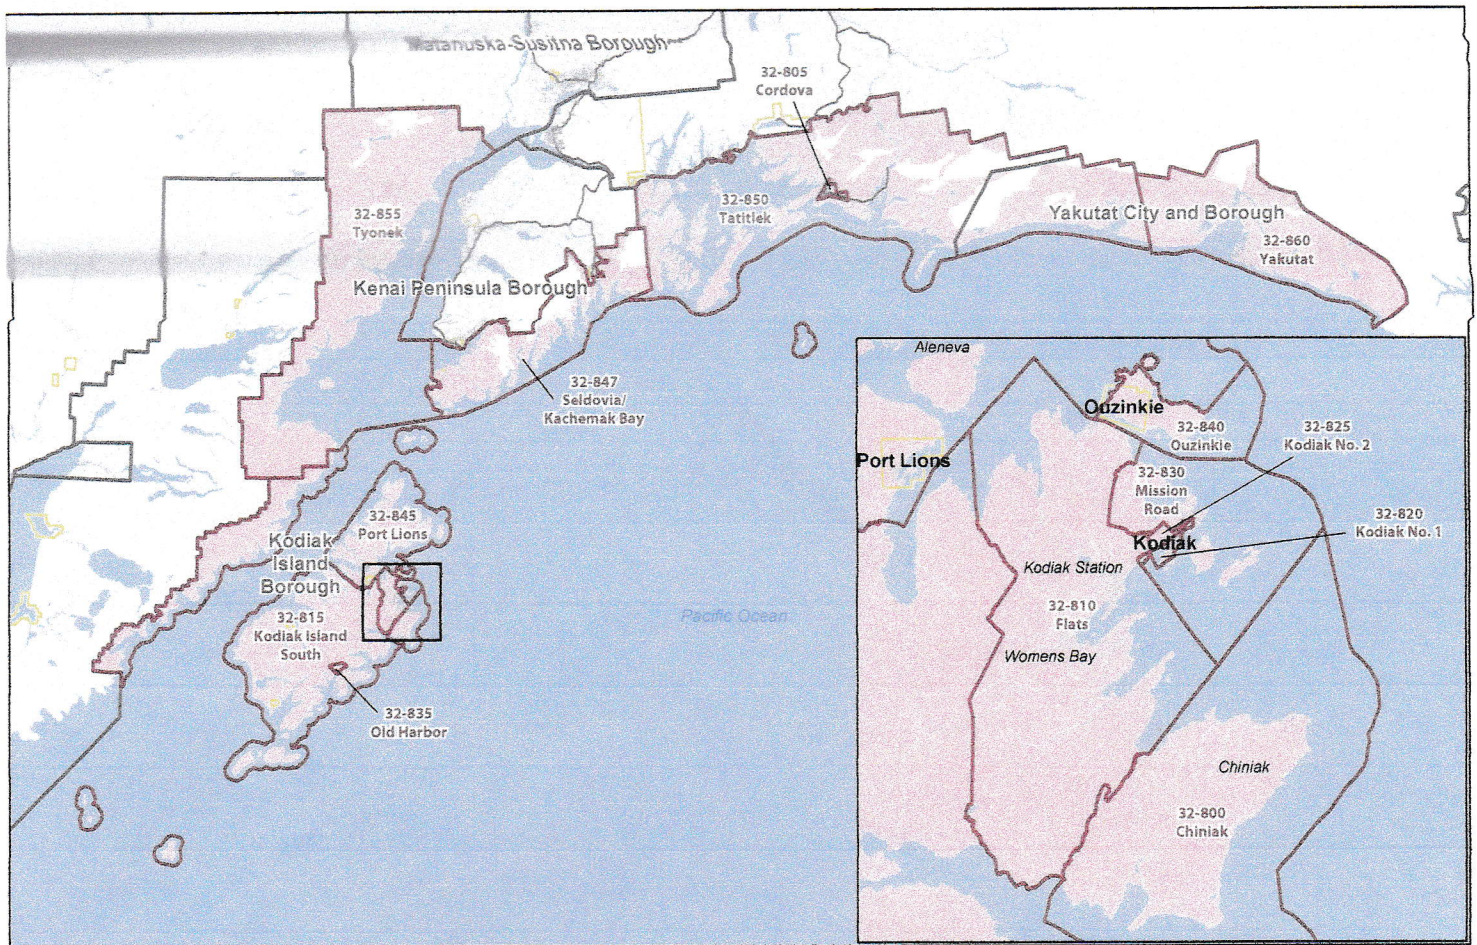 Matanuska-Susitna Borough
32-805
Cordova
32-855
Tyonek
32-850
Tatitlek
Yakutat City and Borough
32-860
Yakutat
Kenai Peninsula Borough
32-847
Seldovia/
Kachemak Bay
32-845
Port Lions
Kodiak
Island
Borough
32-815
Kodiak Island
South
32-835
Old Harbor
Pacific Ocean
Aleneva
Ouzinkie
32-840
Ouzinkie
32-825
Kodiak No. 2
Port Lions
32-830
Mission
Road
32-820
Kodiak No. 1
Kodiak
Kodiak Station
32-810
Flats
Womens Bay
Chiniak
32-800
Chiniak